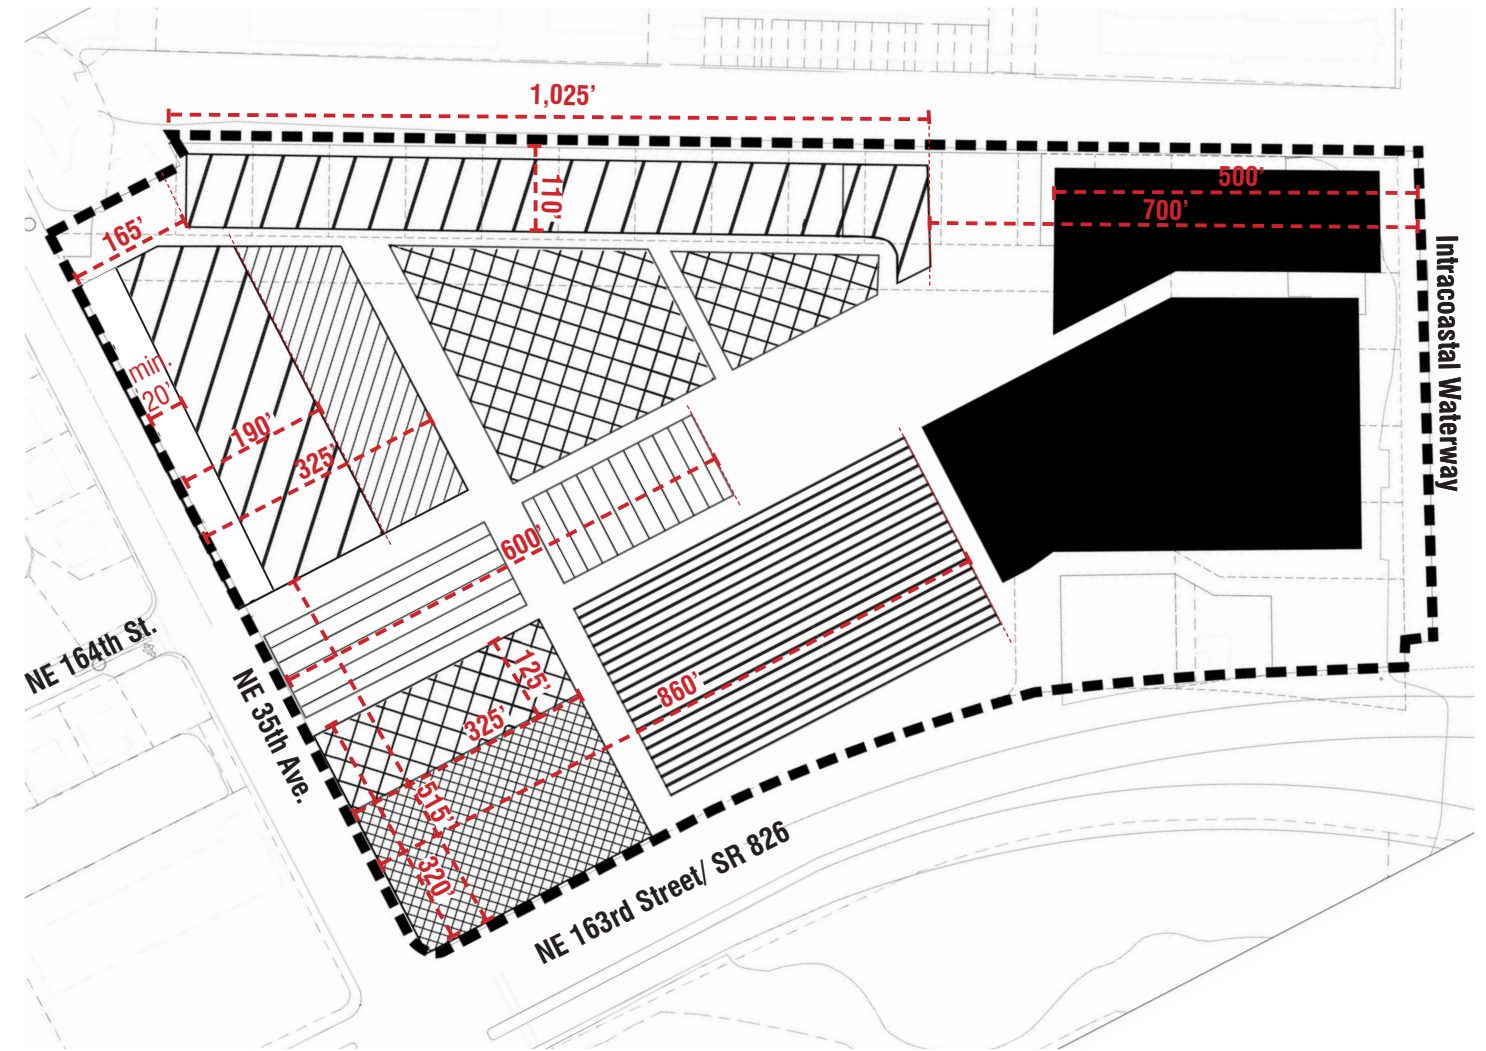 1,025’
500’
110’
700’
165’
Intracoastal Waterway
min.
20’
190’
325’
600’
NE 164th St.
125’
860’
NE 35th Ave.
325’
515’
320’
NE 163rd Street/ SR 826